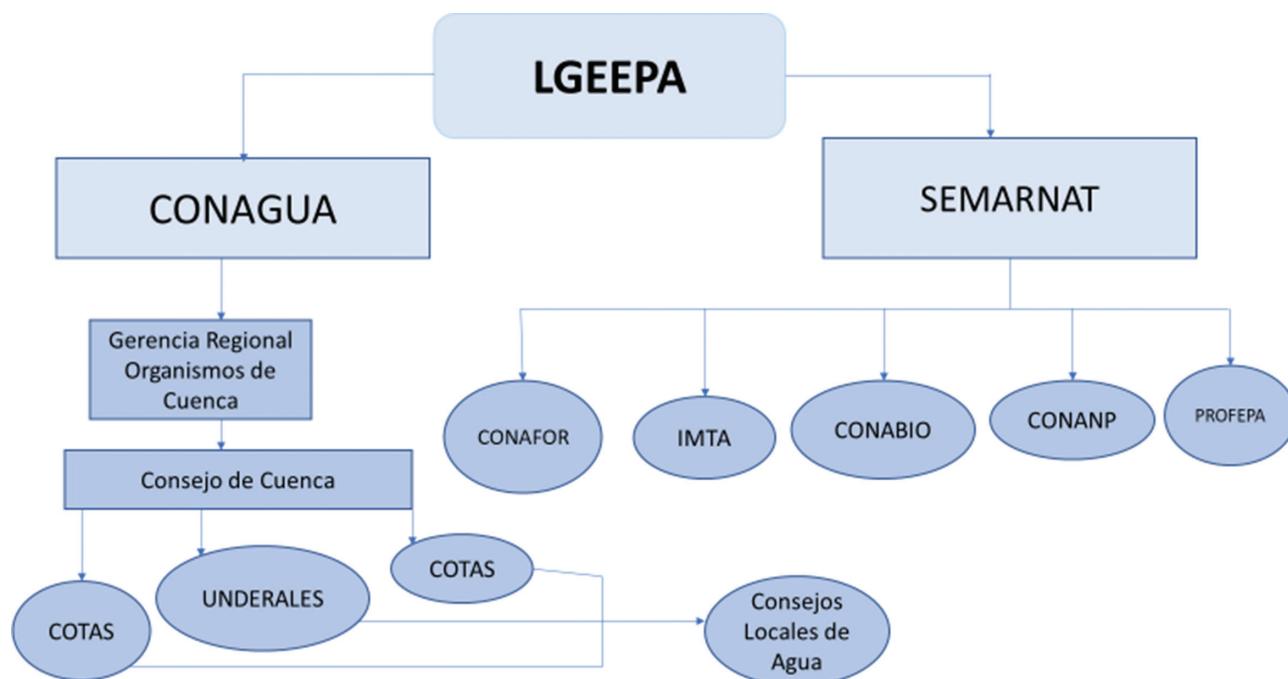 LGEEPA
CONAGUA
SEMARNAT
Gerencia Regional
Organismos de
Cuenca
CONAFOR
IMTA
CONABIO
CONANP
PROFEPA
Consejo de Cuenca
COTAS
UNDERALES
COTAS
Consejos
Locales de
Agua